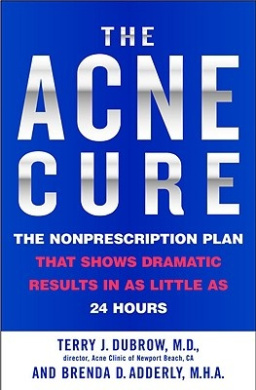 THE
ACNE
CURE
THE NONPRESCRIPTION PLAN
THAT SHOWS DRAMATIC
RESULTS IN AS LITTLE AS
24 HOURS
TERRY J. DUBROW, M.D.,
director, Acne Clinic of Newport Beach, CA
AND BRENDA D. ADDERLY, M.H.A.